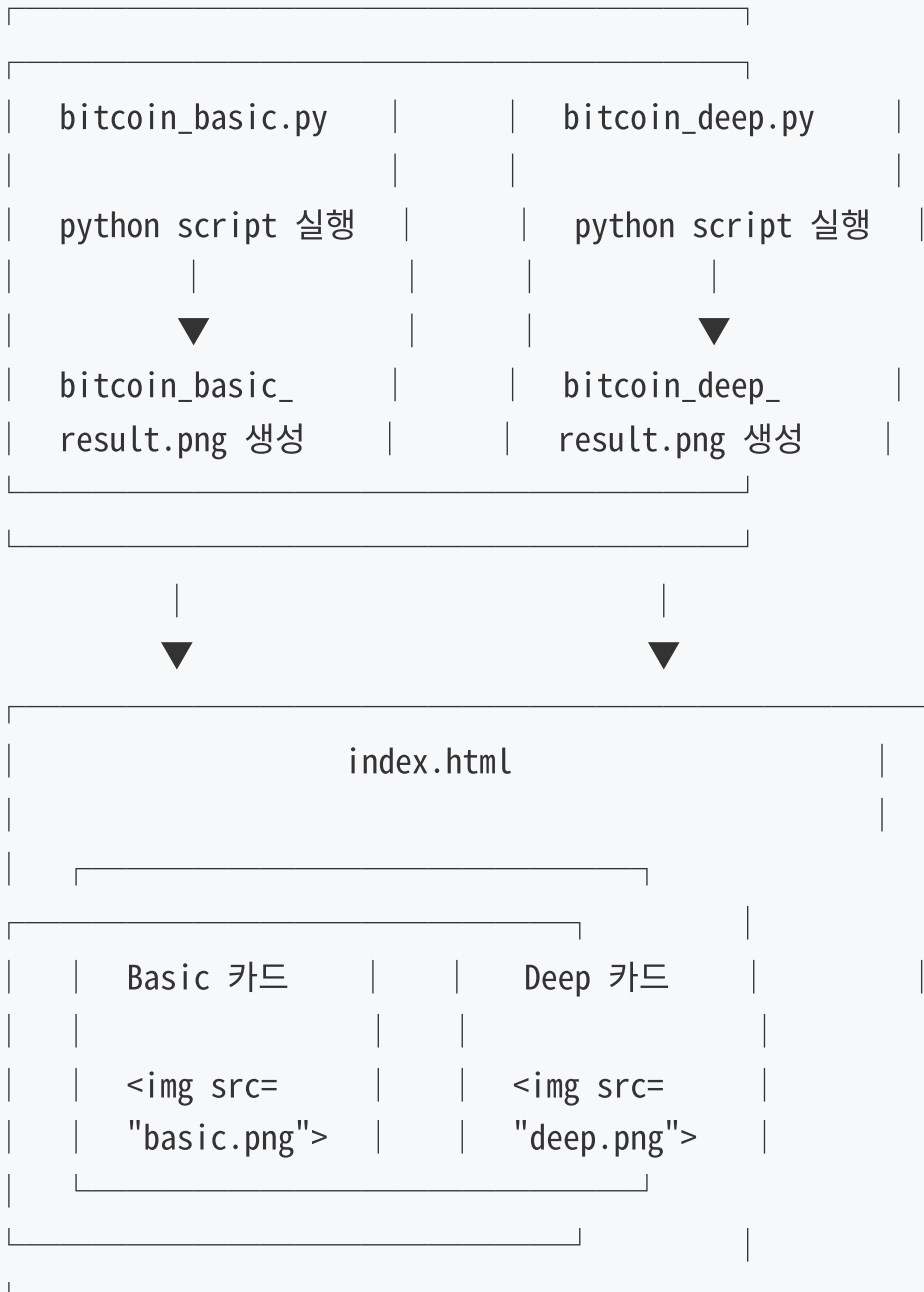 bitcoin_basic.py bitcoin_deep.py
python script 실행 python script 실행
▼ ▼
bitcoin_basic_ bitcoin_deep_
result.png 생성 result.png 생성
▼ ▼
index.html
Basic 카드 Deep 카드
<img src= <img src=
"basic.png"> "deep.png">